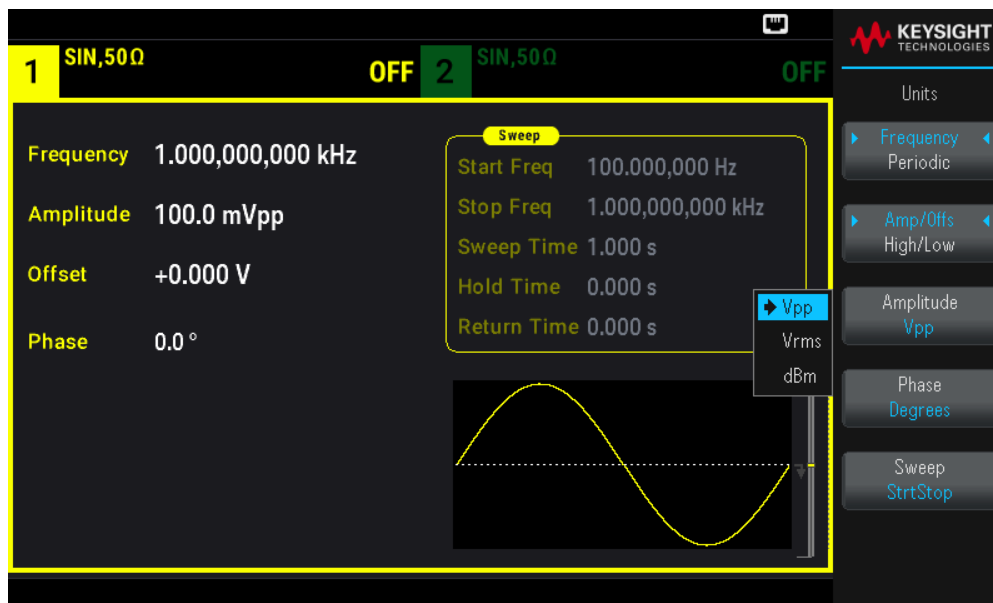 KEYSIGHT
TECHNOLOGIES
1 SIN,50Ω OFF 2 SIN,50Ω OFF
Units
Frequency 1.000,000,000 kHz
Amplitude 100.0 mVpp
Offset +0.000 V
Phase 0.0 °
Sweep
Start Freq 100.000,000 Hz
Stop Freq 1.000,000,000 kHz
Sweep Time 1.000 s
Hold Time 0.000 s
Return Time 0.000 s
Vpp
Vrms
dBm
Frequency
Periodic
Amp/Offs
High/Low
Amplitude
Vpp
Phase
Degrees
Sweep
StrtStop